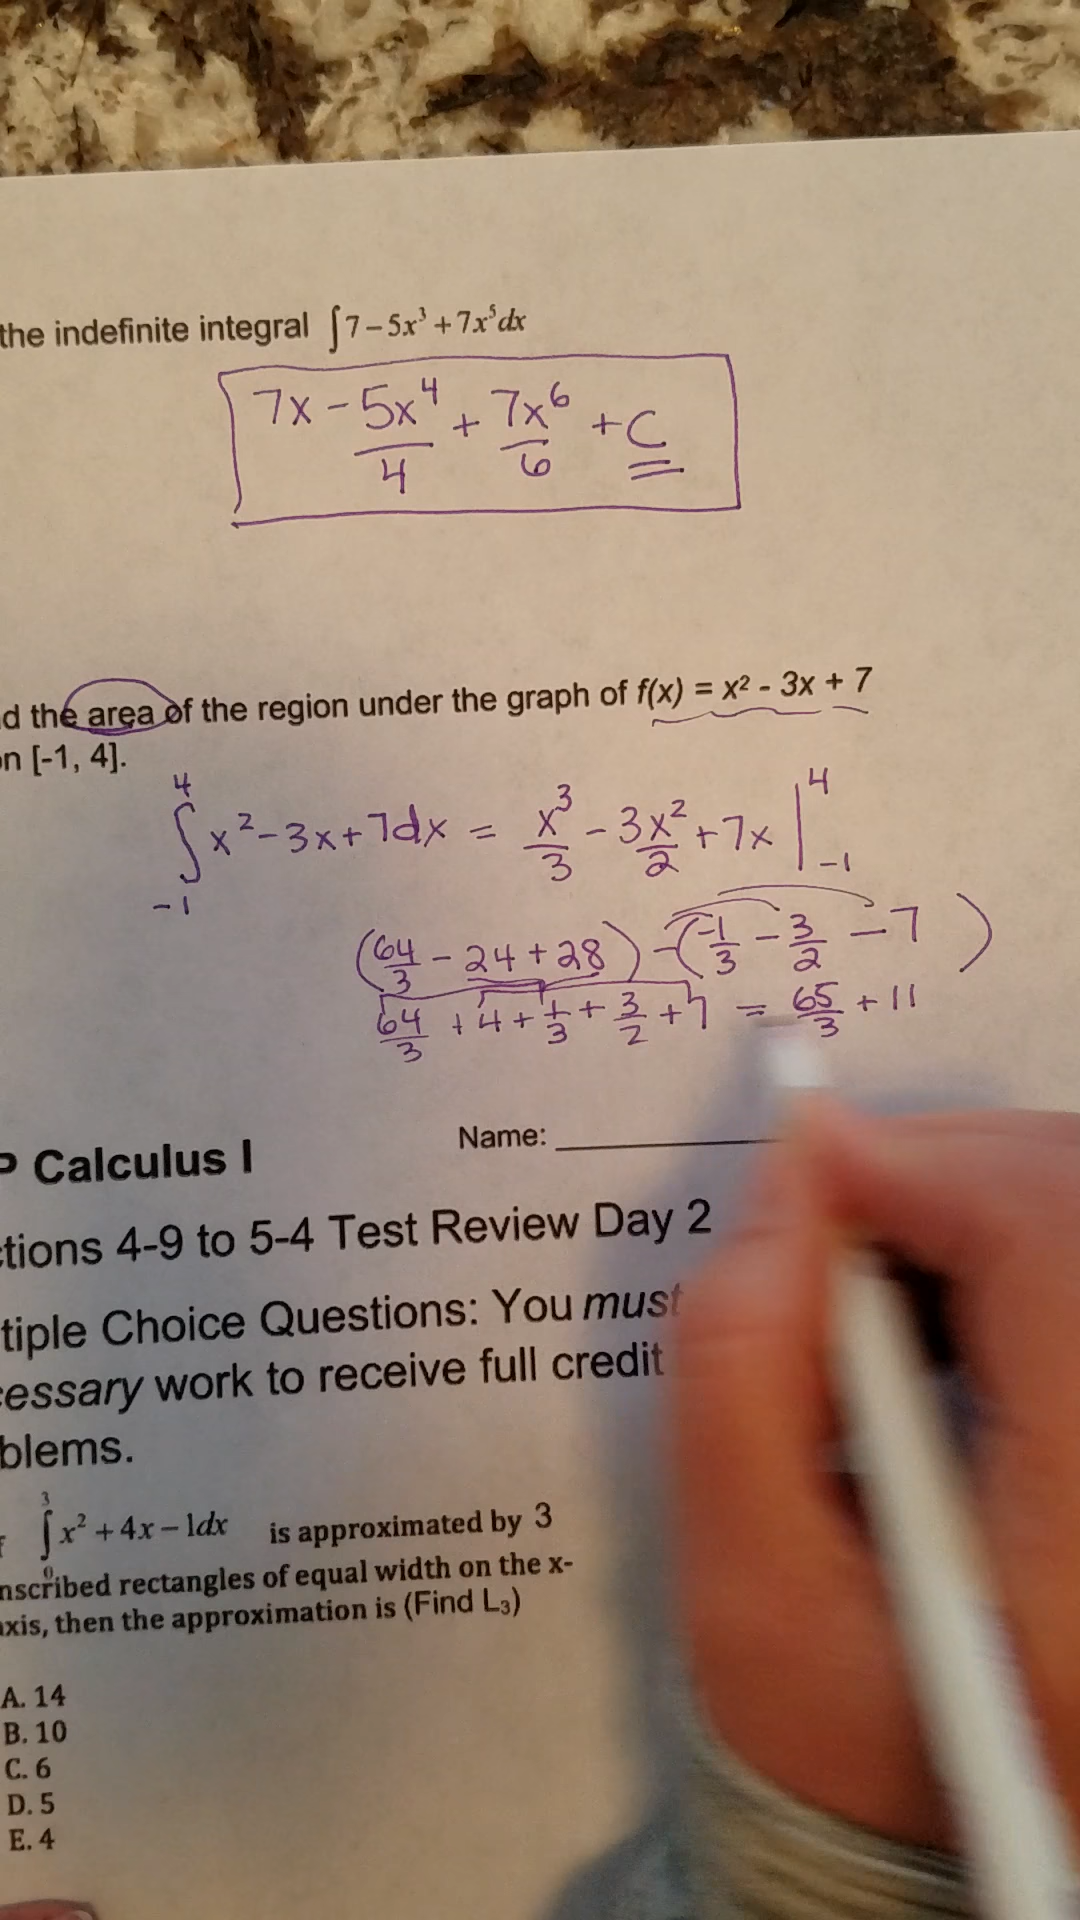 the indefinite integral ∫7 − 5x³ + 7x⁵dx
7x − 5x⁴/4 + 7x⁶/6 + C
d the area of the region under the graph of f(x) = x² - 3x + 7
on [-1, 4].
∫₋₁⁴ x² − 3x + 7dx = x³/3 − 3x²/2 + 7x |₋₁⁴
(64/3 − 24 + 28) − (−1/3 − 3/2 − 7)
64/3 + 4 + 1/3 + 3/2 + 7 = 65/3 + 11
Name:
P Calculus I
ctions 4-9 to 5-4 Test Review Day 2
tiple Choice Questions: You must
cessary work to receive full credit
blems.
∫₀³ x² + 4x − 1dx is approximated by 3
nscribed rectangles of equal width on the x-
axis, then the approximation is (Find L₃)
A. 14
B. 10
C. 6
D. 5
E. 4